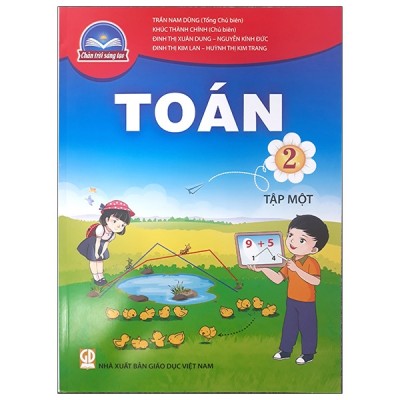 TRẦN NAM DŨNG (Tổng Chủ biên)
KHÚC THÀNH CHÍNH (Chủ biên)
ĐINH THỊ XUÂN DUNG – NGUYỄN KÍNH ĐỨC
ĐINH THỊ KIM LAN – HUỲNH THỊ KIM TRANG
Chân trời sáng tạo
TOÁN
2
TẬP MỘT
9 + 5
1 4
GD
NHÀ XUẤT BẢN GIÁO DỤC VIỆT NAM